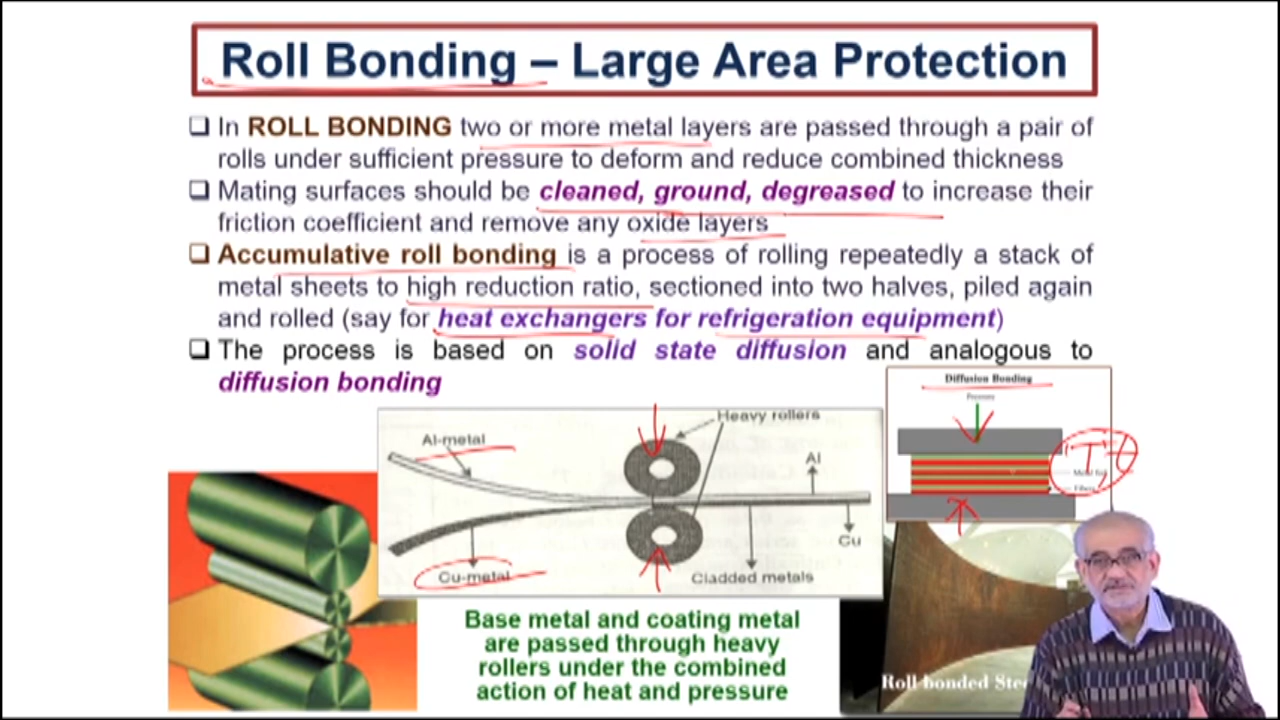 Roll Bonding – Large Area Protection
❑ In ROLL BONDING two or more metal layers are passed through a pair of
rolls under sufficient pressure to deform and reduce combined thickness
❑ Mating surfaces should be cleaned, ground, degreased to increase their
friction coefficient and remove any oxide layers
❑ Accumulative roll bonding is a process of rolling repeatedly a stack of
metal sheets to high reduction ratio, sectioned into two halves, piled again
and rolled (say for heat exchangers for refrigeration equipment)
❑ The process is based on solid state diffusion and analogous to
diffusion bonding
Diffusion Bonding
Pressure
T, t
Heavy rollers
Al-metal
Al
Cu
Cu-metal
Cladded metals
Base metal and coating metal
are passed through heavy
rollers under the combined
action of heat and pressure
Roll bonded